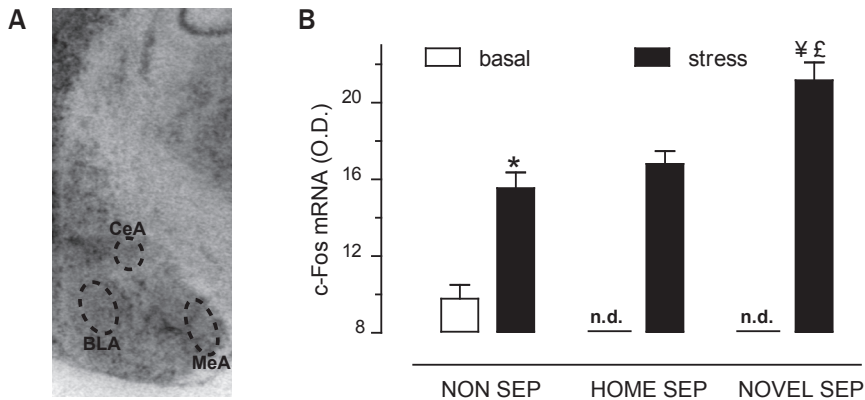 A
CeA
BLA
MeA
B
basal
stress
c-Fos mRNA (O.D.)
20
16
12
8
*
¥ £
n.d.
n.d.
NON SEP
HOME SEP
NOVEL SEP